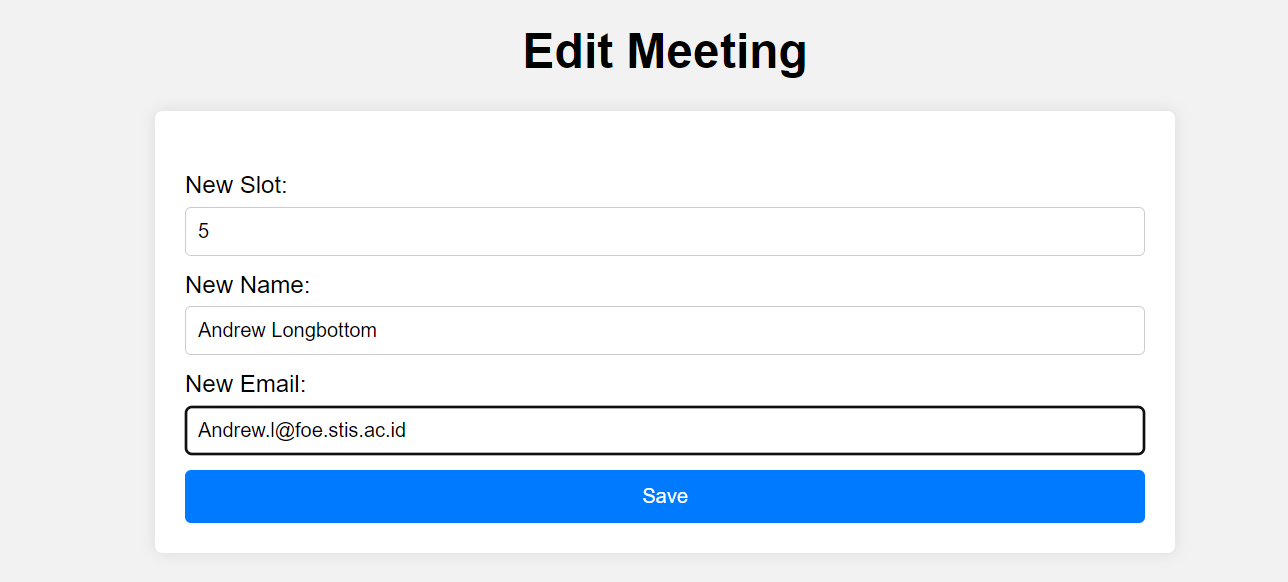 Edit Meeting
New Slot:
5
New Name:
Andrew Longbottom
New Email:
Andrew.l@foe.stis.ac.id
Save